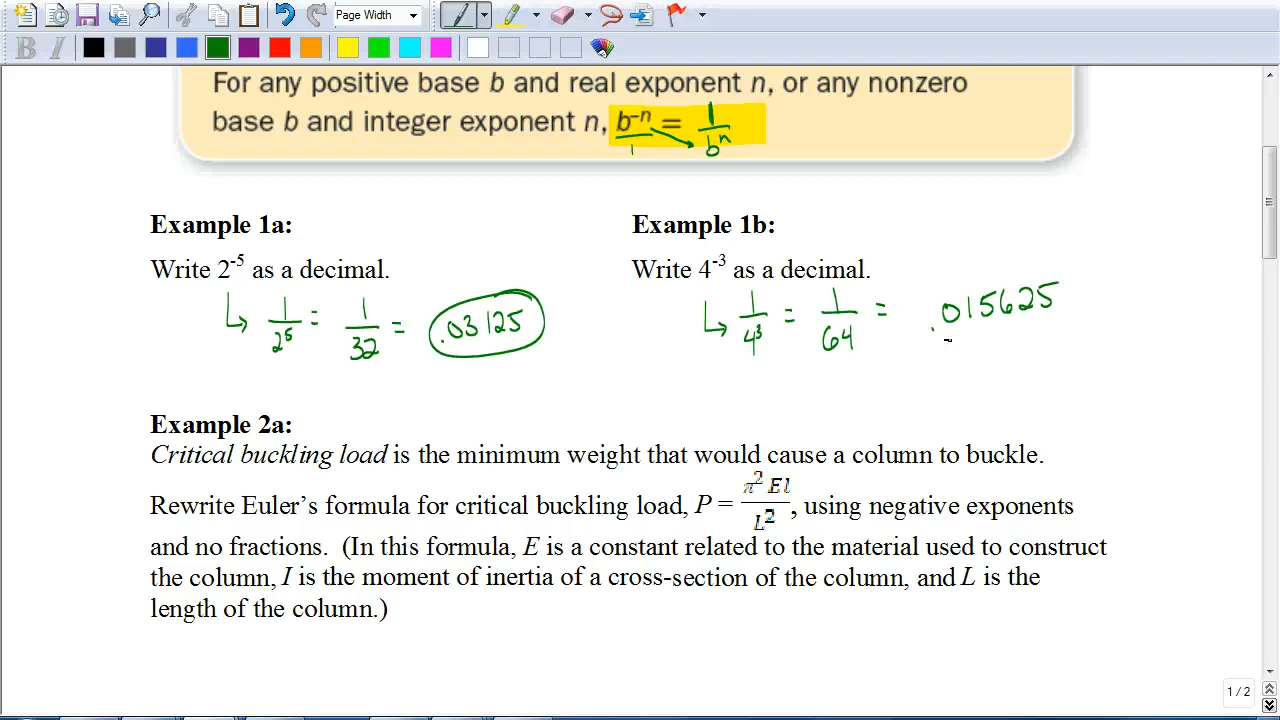 Page Width
B I
For any positive base b and real exponent n, or any nonzero
base b and integer exponent n, b⁻ⁿ = 1/bⁿ
1
Example 1a:
Example 1b:
Write 2⁻⁵ as a decimal.
Write 4⁻³ as a decimal.
↳ 1/2⁵ = 1/32 = .03125
↳ 1/4³ = 1/64 = .015625
Example 2a:
Critical buckling load is the minimum weight that would cause a column to buckle.
Rewrite Euler’s formula for critical buckling load, P = π² El / L², using negative exponents
and no fractions. (In this formula, E is a constant related to the material used to construct
the column, I is the moment of inertia of a cross-section of the column, and L is the
length of the column.)
1 / 2